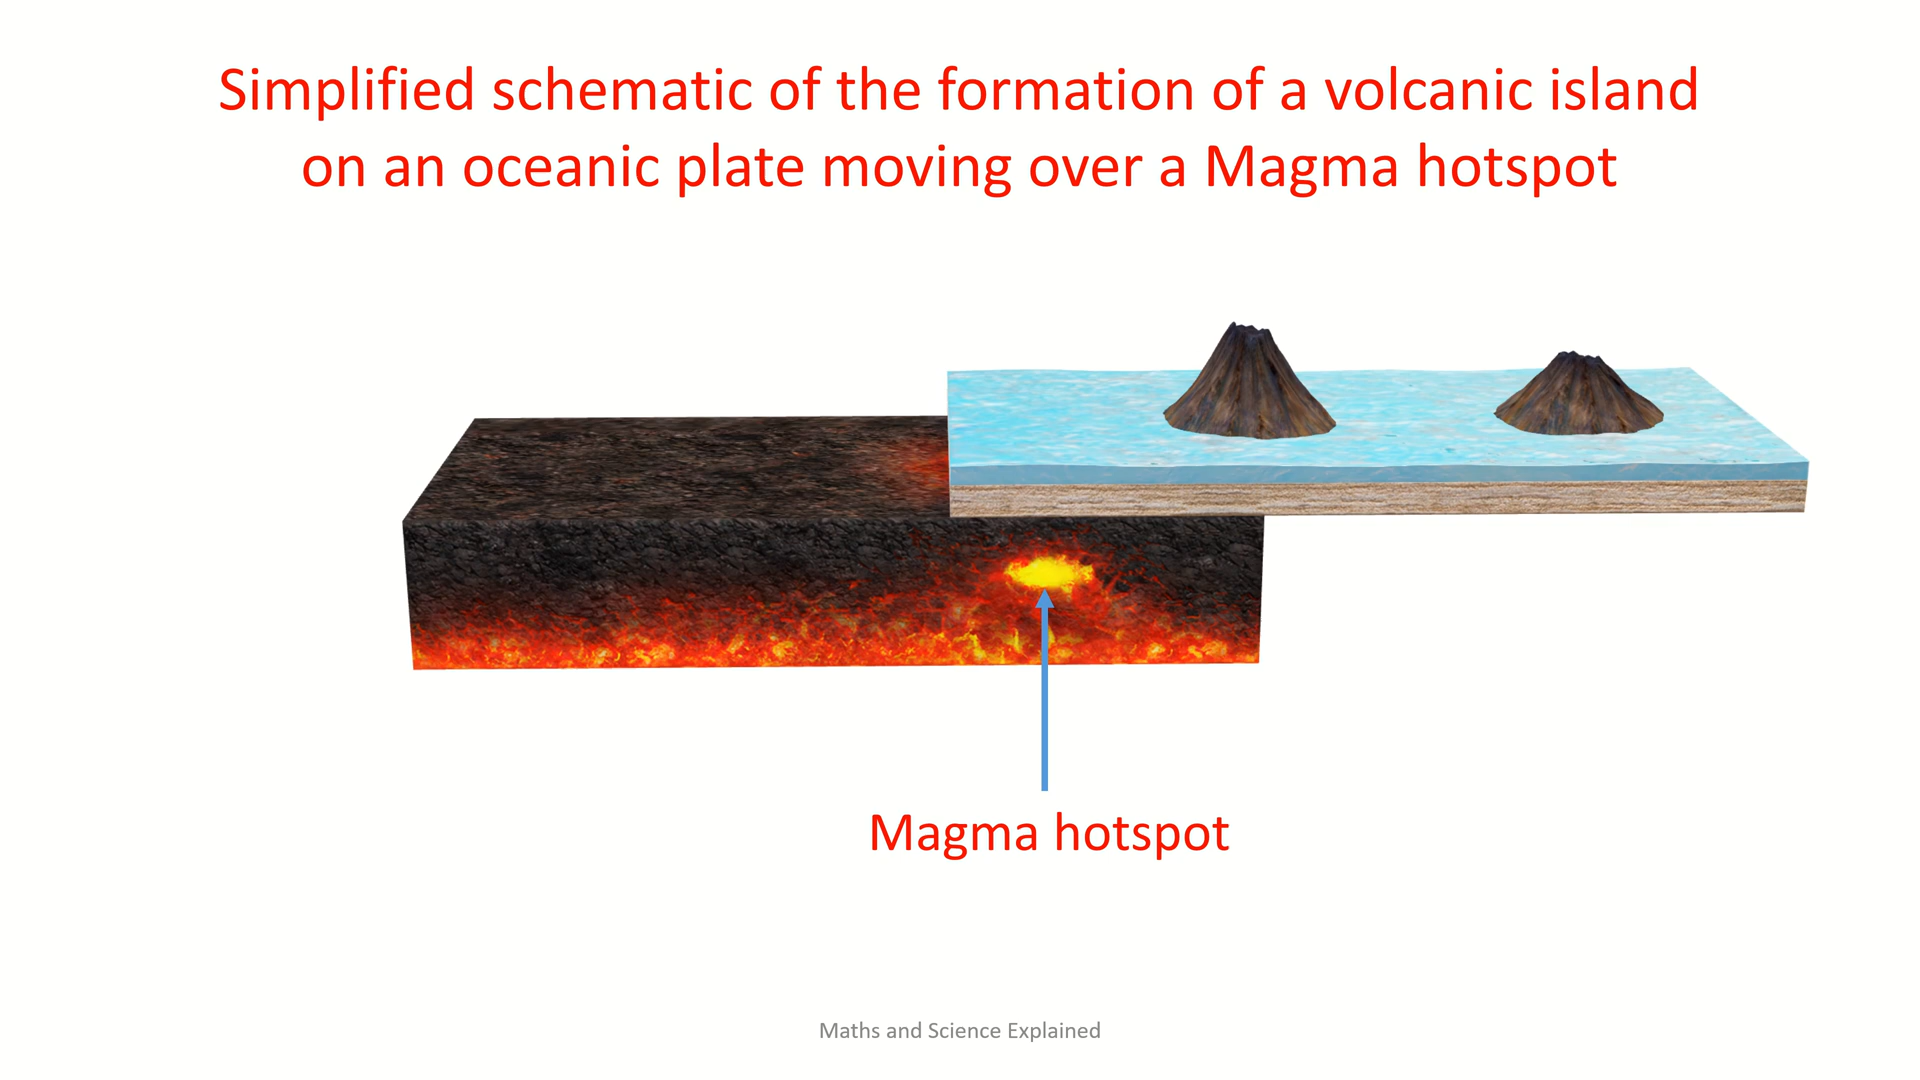 Simplified schematic of the formation of a volcanic island
on an oceanic plate moving over a Magma hotspot
Magma hotspot
Maths and Science Explained